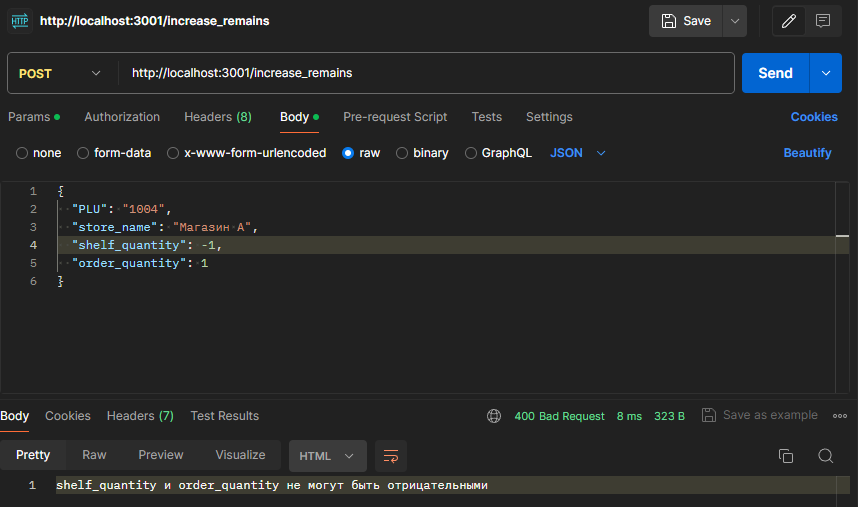 HTTP http://localhost:3001/increase_remains Save
POST http://localhost:3001/increase_remains Send
Params Authorization Headers (8) Body Pre-request Script Tests Settings Cookies
none form-data x-www-form-urlencoded raw binary GraphQL JSON Beautify
1 {
2 "PLU": "1004",
3 "store_name": "Магазин А",
4 "shelf_quantity": -1,
5 "order_quantity": 1
6 }
Body Cookies Headers (7) Test Results 400 Bad Request 8 ms 323 B Save as example
Pretty Raw Preview Visualize HTML
1 shelf_quantity и order_quantity не могут быть отрицательными